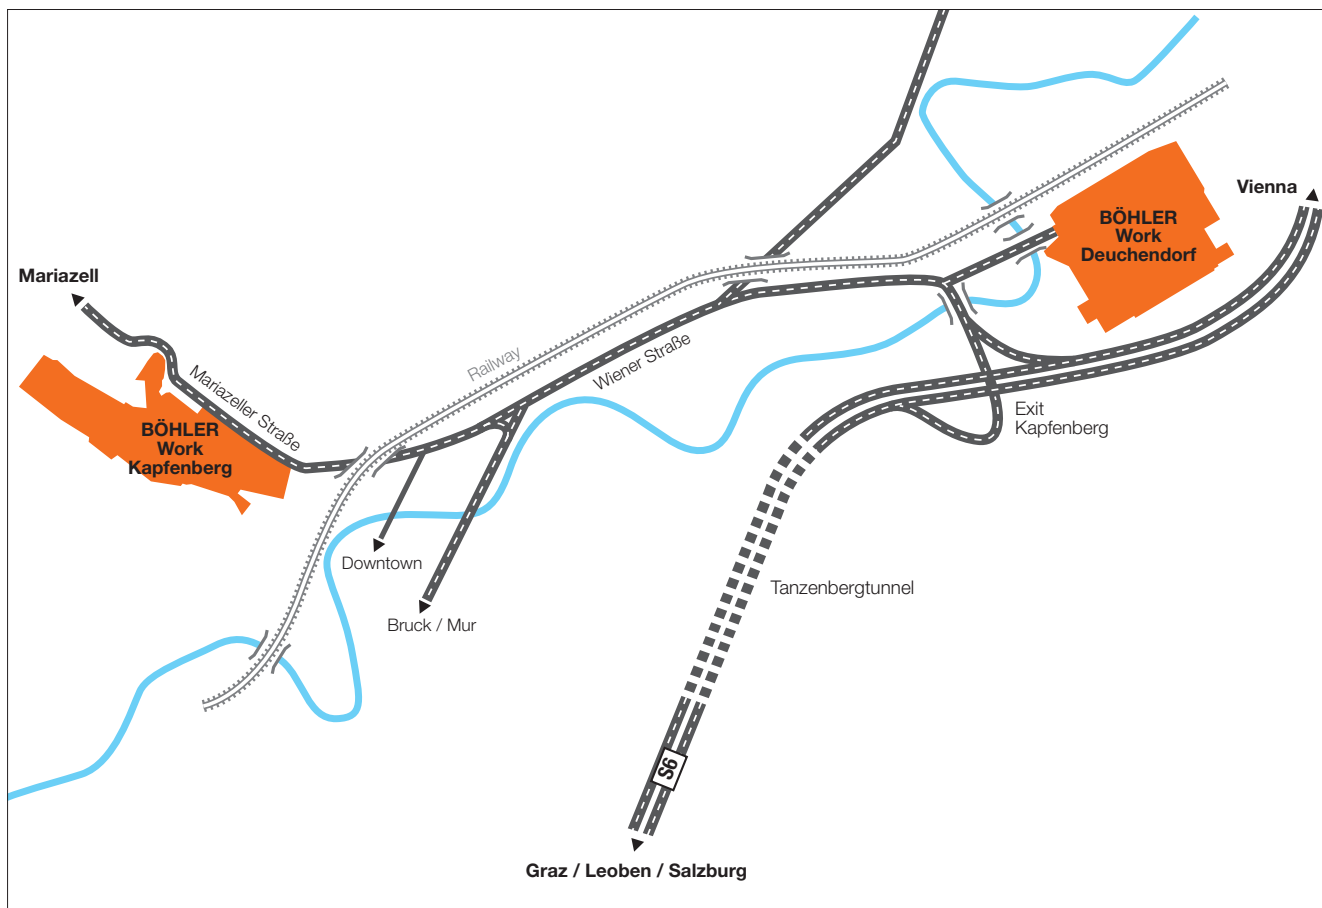 Vienna
BÖHLER
Work
Deuchendorf
Mariazell
Railway
Wiener Straße
Mariazeller Straße
BÖHLER
Work
Kapfenberg
Exit
Kapfenberg
Downtown
Tanzenbergtunnel
Bruck / Mur
S6
Graz / Leoben / Salzburg